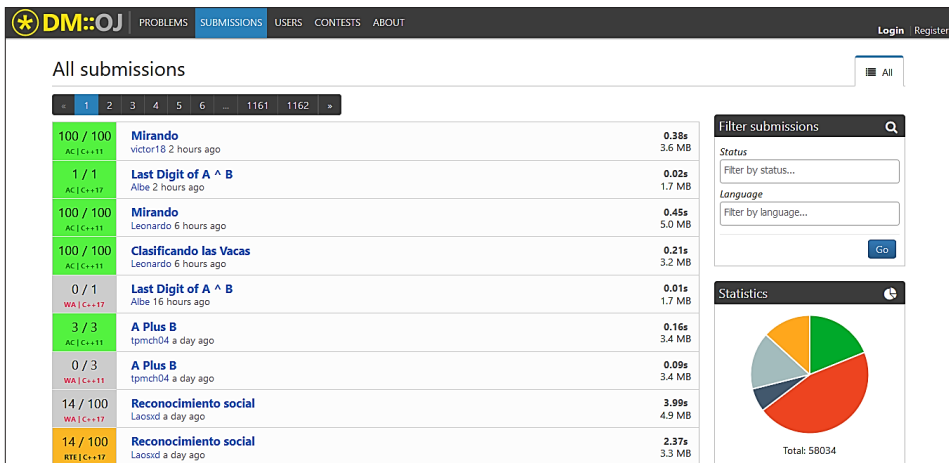 DM::OJ PROBLEMS SUBMISSIONS USERS CONTESTS ABOUT
Login Register
All submissions
All
« 1 2 3 4 5 6 ... 1161 1162 »
100 / 100
AC | C++11
Mirando
victor18 2 hours ago
0.38s
3.6 MB
1 / 1
AC | C++17
Last Digit of A ^ B
Albe 2 hours ago
0.02s
1.7 MB
100 / 100
AC | C++11
Mirando
Leonardo 6 hours ago
0.45s
5.0 MB
100 / 100
AC | C++11
Clasificando las Vacas
Leonardo 6 hours ago
0.21s
3.2 MB
0 / 1
WA | C++17
Last Digit of A ^ B
Albe 16 hours ago
0.01s
1.7 MB
3 / 3
AC | C++11
A Plus B
tpmch04 a day ago
0.16s
3.4 MB
0 / 3
WA | C++11
A Plus B
tpmch04 a day ago
0.09s
3.4 MB
14 / 100
WA | C++17
Reconocimiento social
Laosxd a day ago
3.99s
4.9 MB
14 / 100
RTE | C++17
Reconocimiento social
Laosxd a day ago
2.37s
3.3 MB
Filter submissions
Status
Filter by status...
Language
Filter by language...
Go
Statistics
Total: 58034